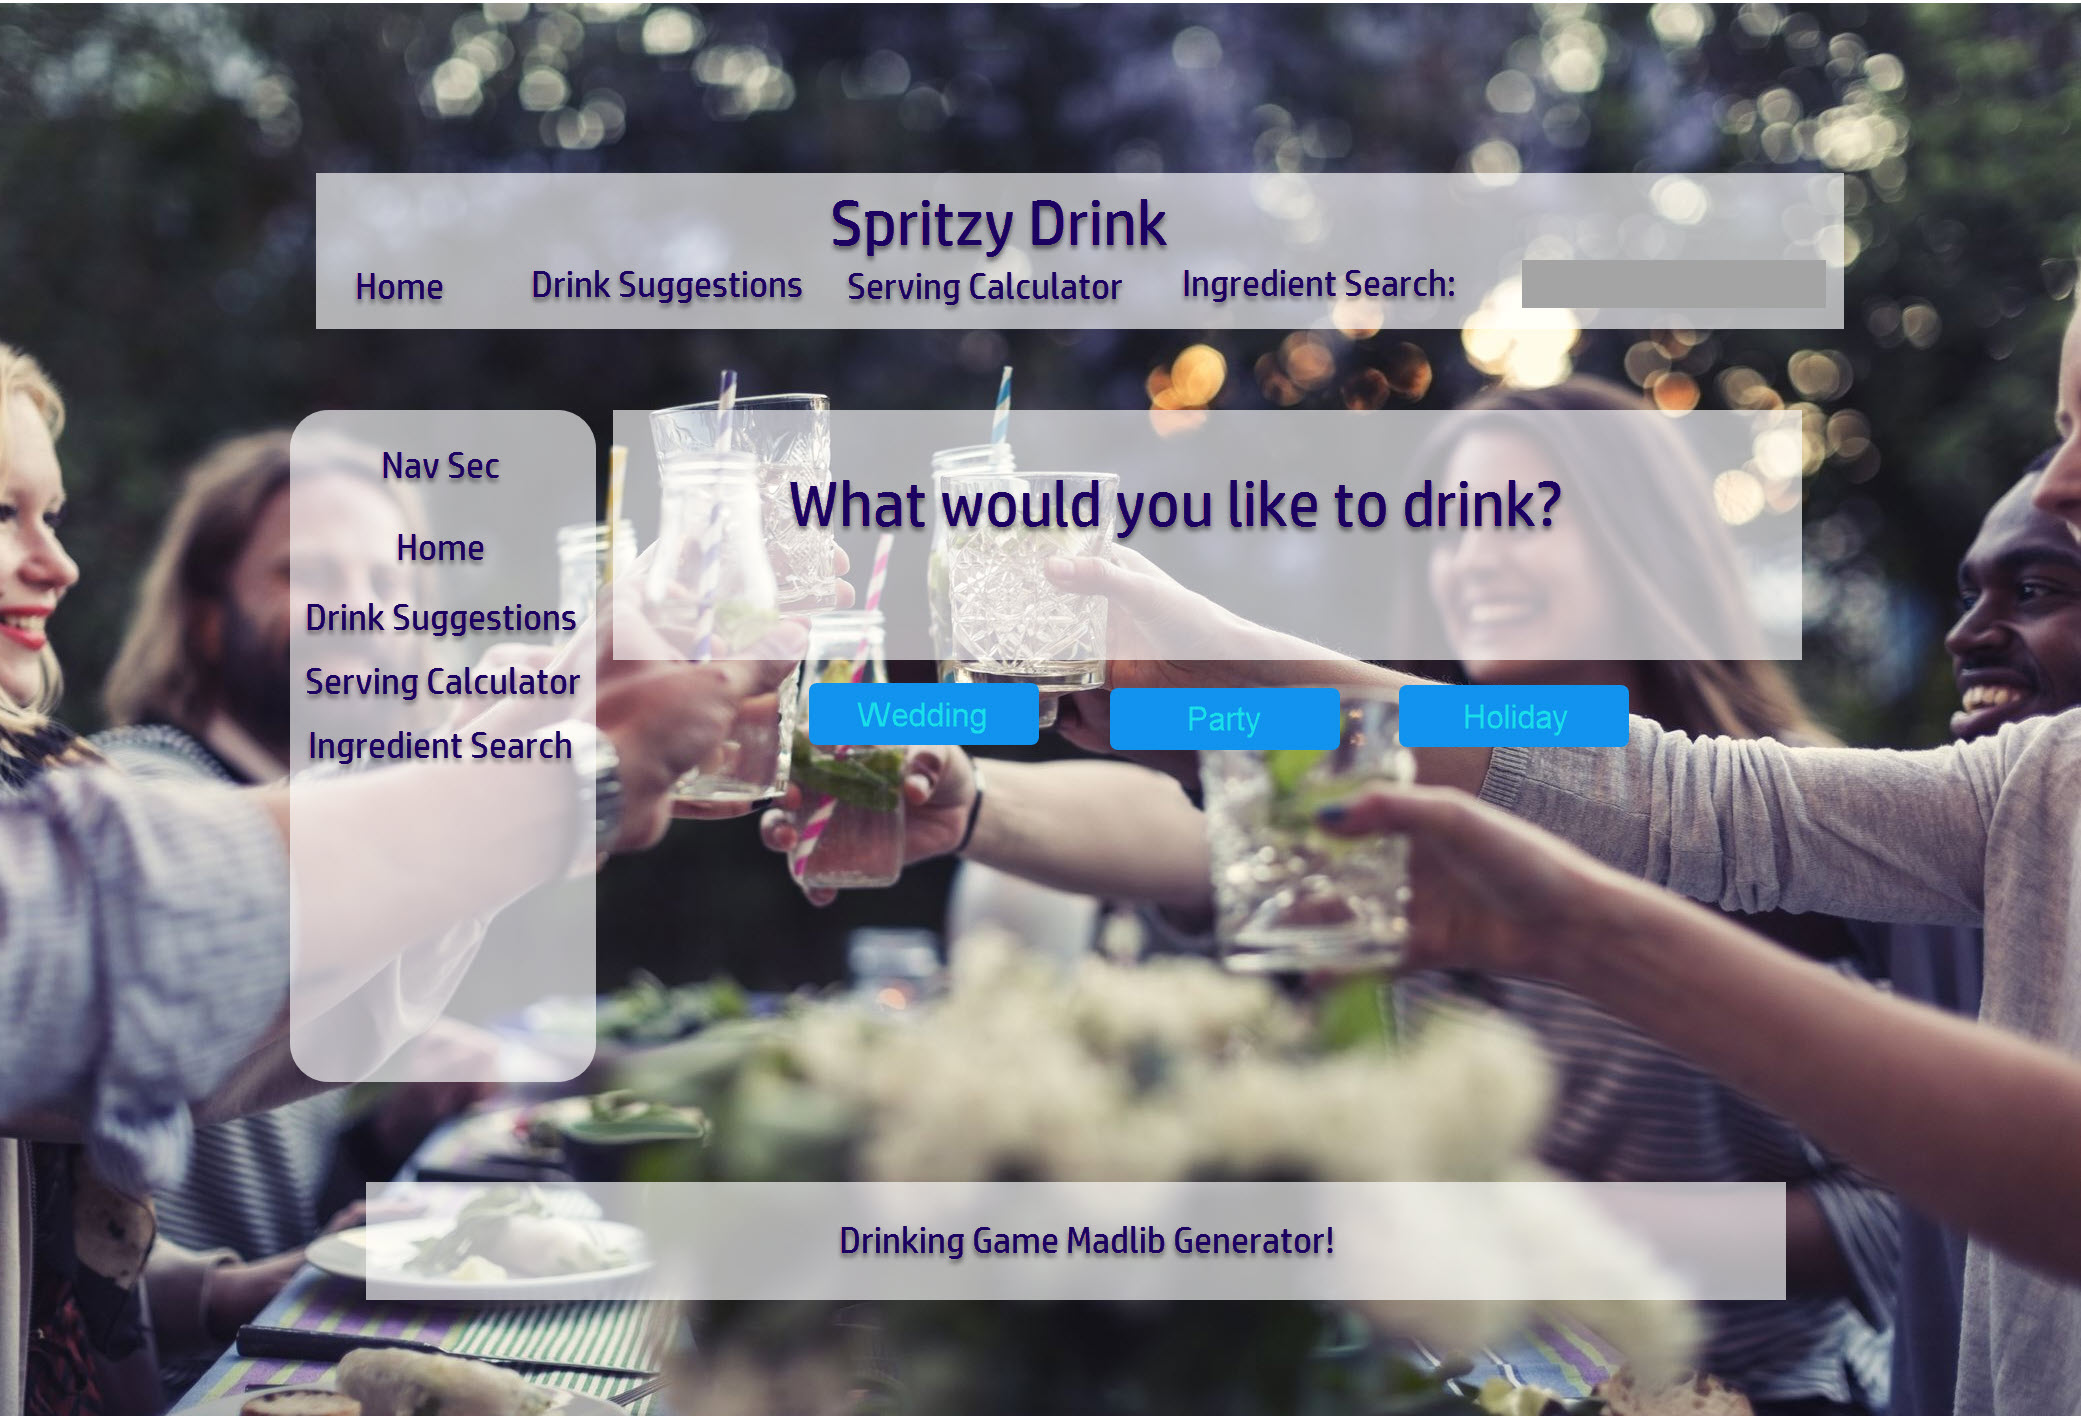 Spritzy Drink
Home Drink Suggestions Serving Calculator Ingredient Search:
Nav Sec
Home
Drink Suggestions
Serving Calculator
Ingredient Search
What would you like to drink?
Wedding Party Holiday
Drinking Game Madlib Generator!